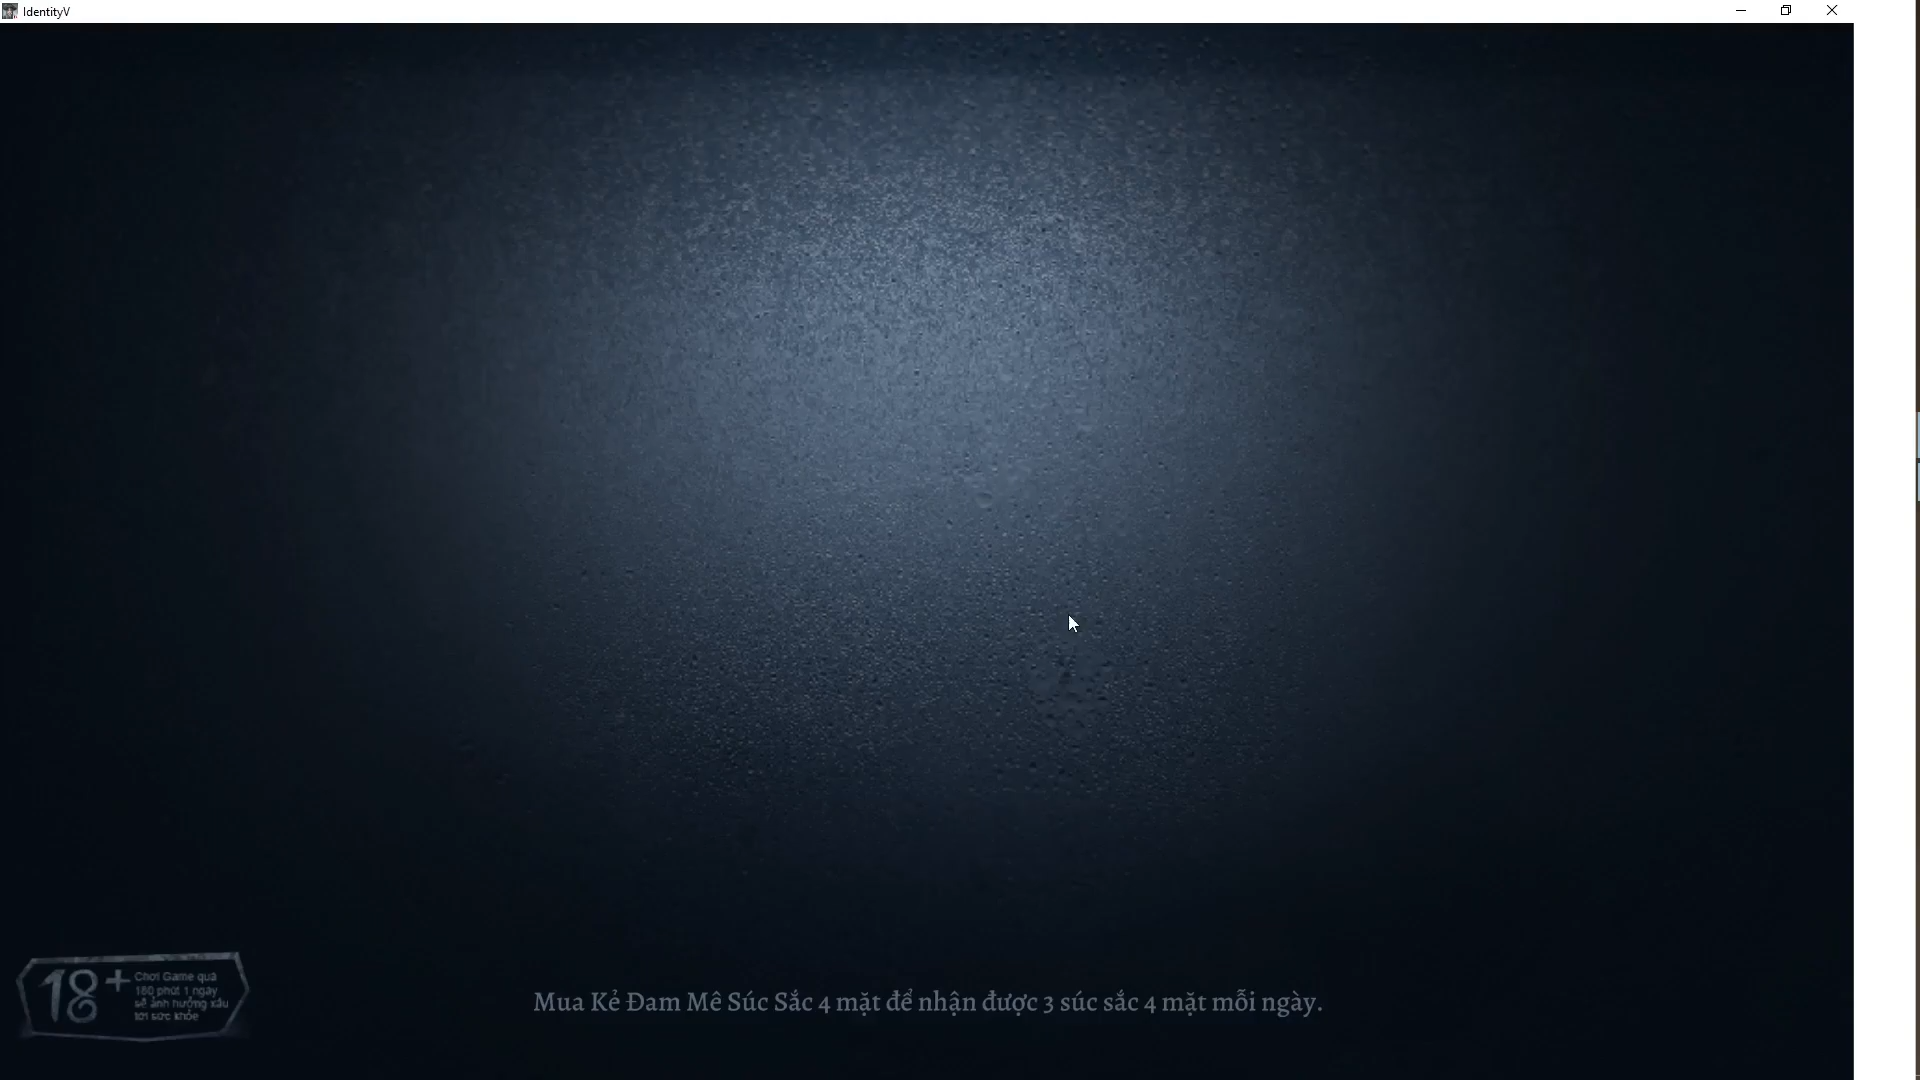 IdentityV
18+
Chơi Game quá
180 phút 1 ngày
sẽ ảnh hưởng xấu
tới sức khỏe
Mua Kẻ Đam Mê Súc Sắc 4 mặt để nhận được 3 súc sắc 4 mặt mỗi ngày.